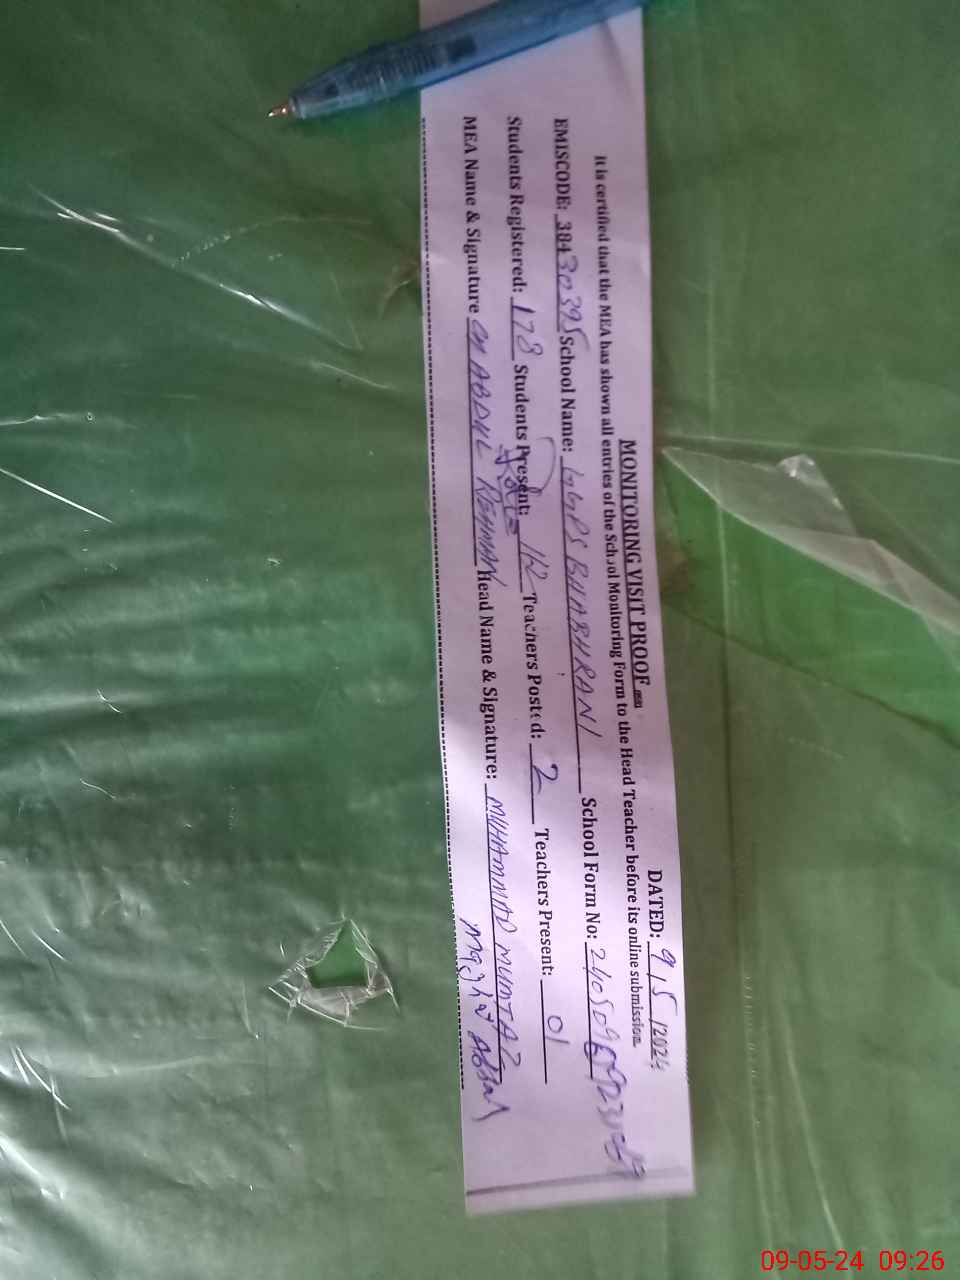 MONITORING VISIT PROOF
DATED: 9/5/2024
It is certified that the MEA has shown all entries of the School Monitoring Form to the Head Teacher before its online submission.
EMISCODE: 38430395 School Name: GGPS BHABHRANI School Form No:
Students Registered: 178 Students Present: Teachers Posted: 2 Teachers Present: 01
MEA Name & Signature CH ABDUL REHMAN Head Name & Signature: MUHAMMAD MUMTAZ
09-05-24 09:26